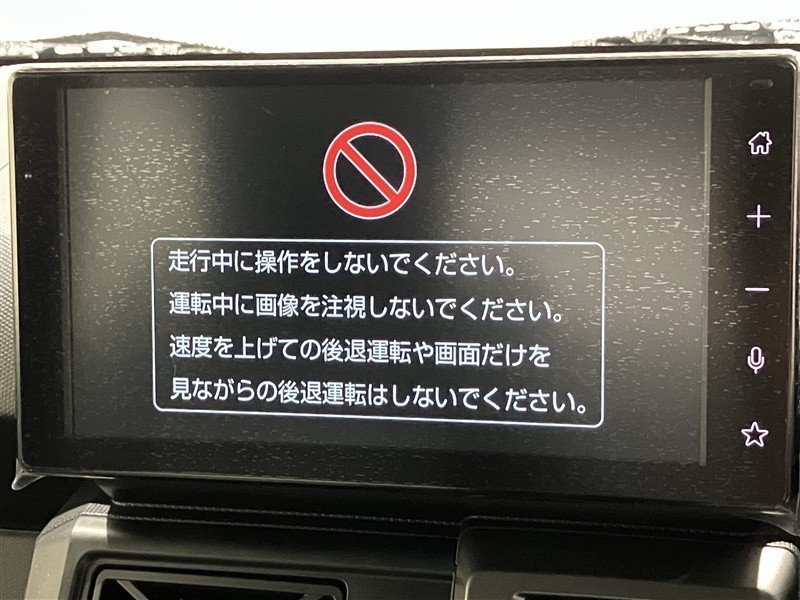 走行中に操作をしないでください。
運転中に画像を注視しないでください。
速度を上げての後退運転や画面だけを
見ながらの後退運転はしないでください。